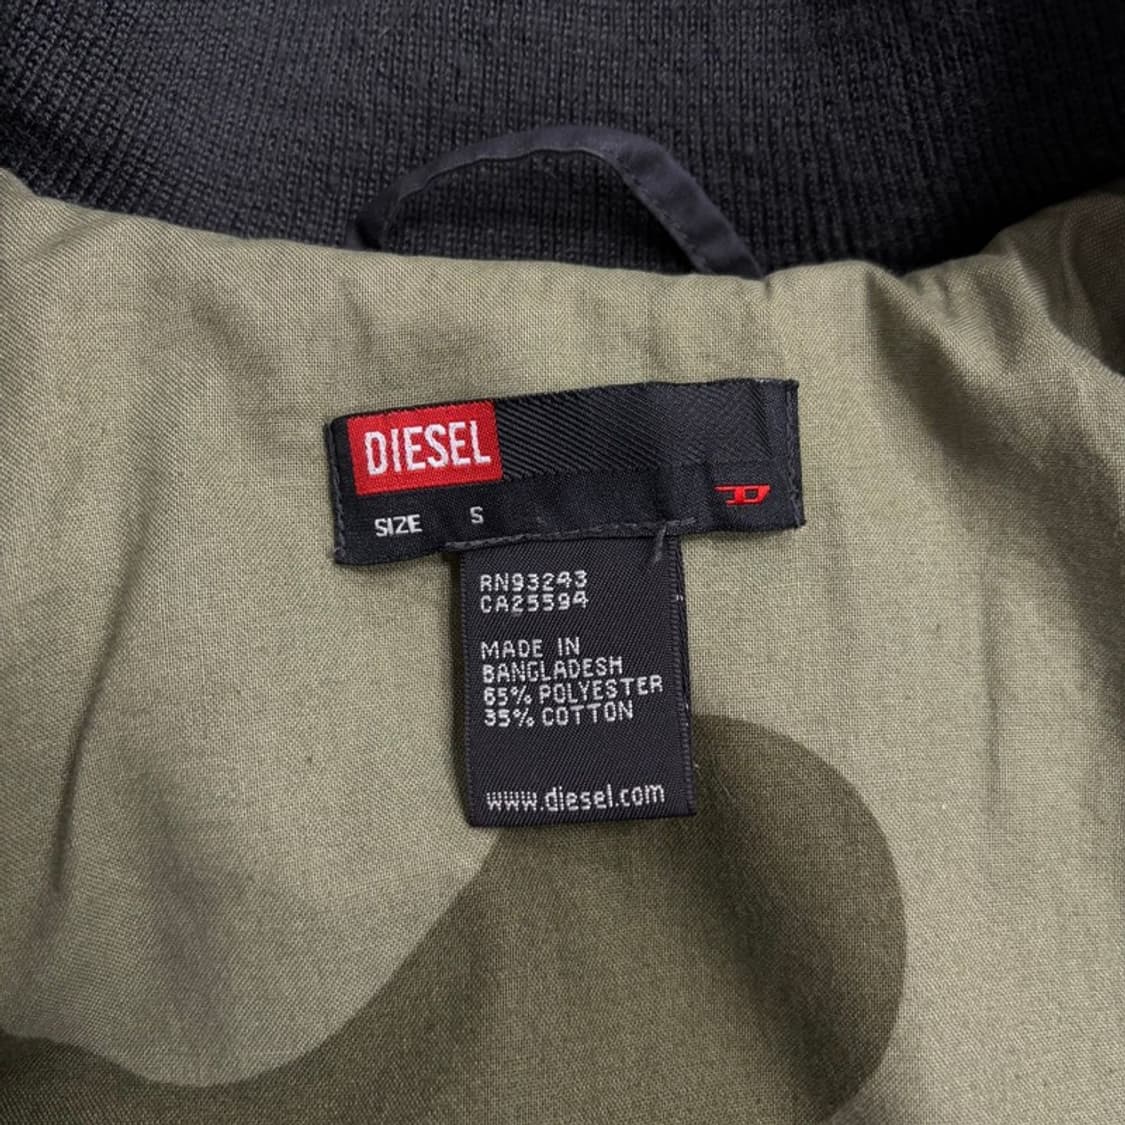 DIESEL
SIZE S
RN93243
CA25594
MADE IN
BANGLADESH
65% POLYESTER
35% COTTON
www.diesel.com